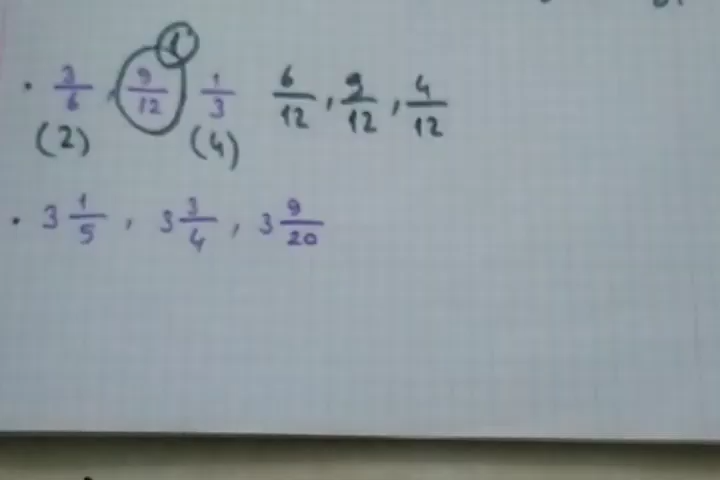 (1)
• 3/6, 9/12 1/3 6/12, 9/12, 4/12
(2) (4)
• 3 1/5, 3 3/4, 3 9/20